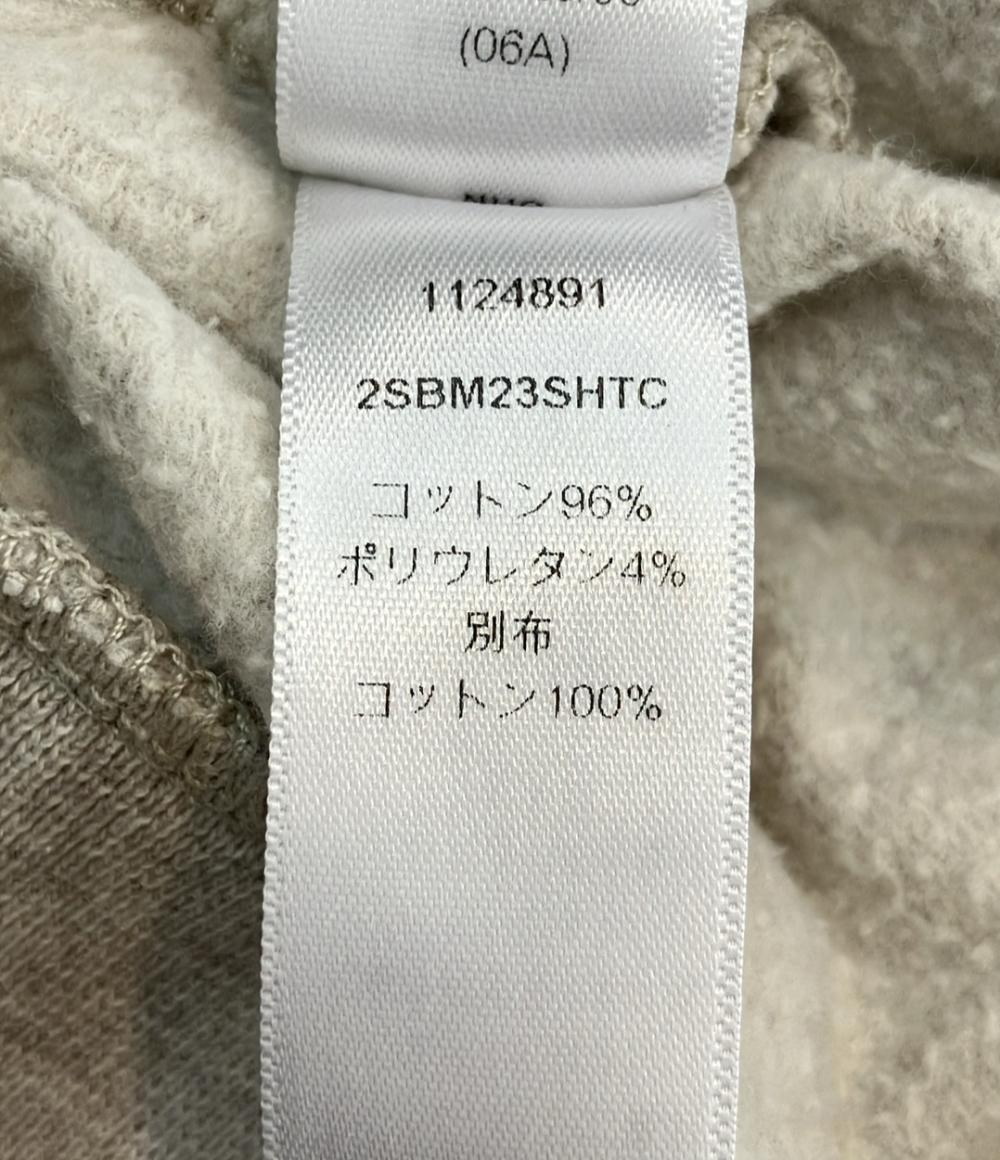 (06A)
1124891
2SBM23SHTC
コットン96%
ポリウレタン4%
別布
コットン100%